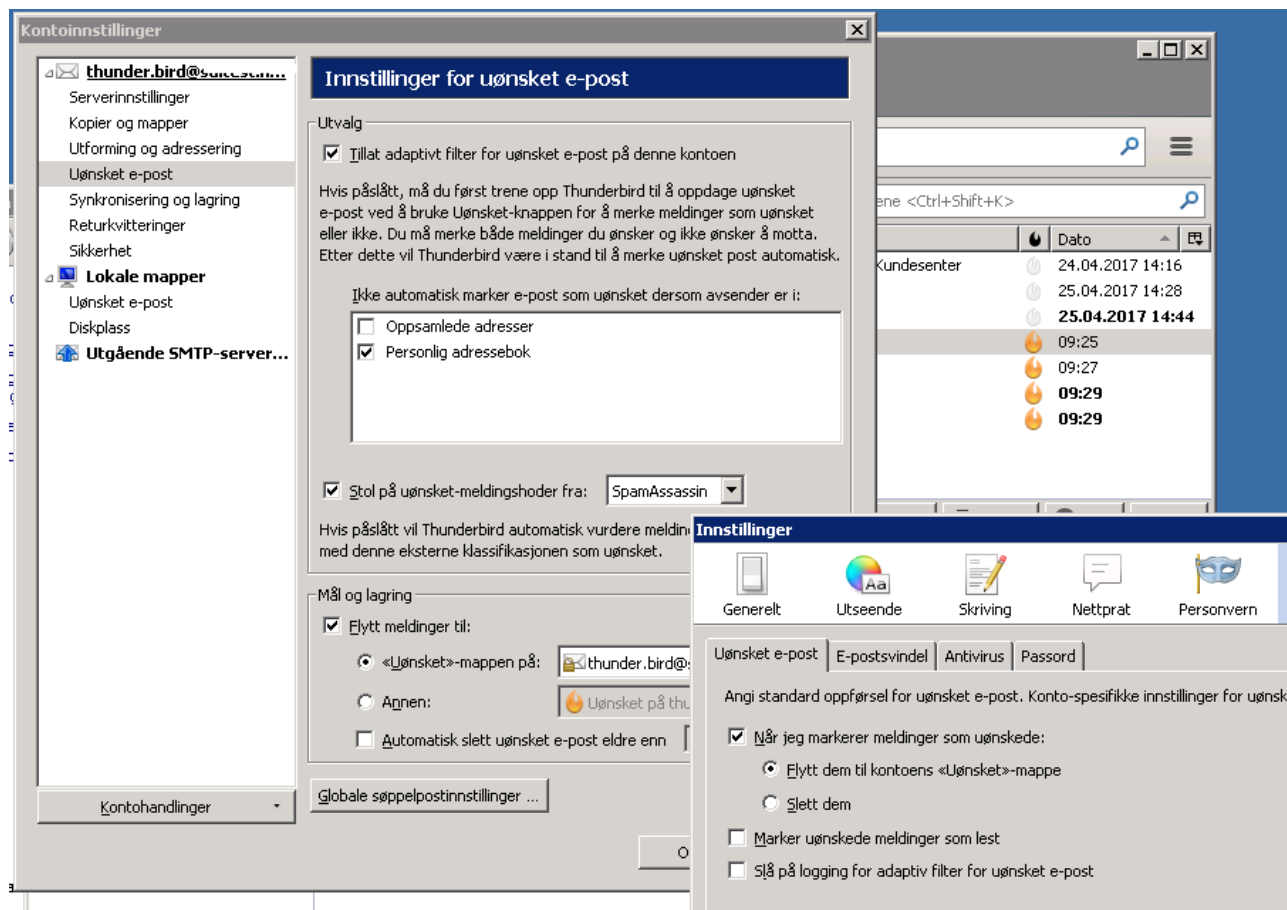 Kontoinnstillinger
thunder.bird@
Serverinnstillinger
Kopier og mapper
Utforming og adressering
Uønsket e-post
Synkronisering og lagring
Returkvitteringer
Sikkerhet
Lokale mapper
Uønsket e-post
Diskplass
Utgående SMTP-server...
Kontohandlinger
Innstillinger for uønsket e-post
Utvalg
Tillat adaptivt filter for uønsket e-post på denne kontoen
Hvis påslått, må du først trene opp Thunderbird til å oppdage uønsket
e-post ved å bruke Uønsket-knappen for å merke meldinger som uønsket
eller ikke. Du må merke både meldinger du ønsker og ikke ønsker å motta.
Etter dette vil Thunderbird være i stand til å merke uønsket post automatisk.
Ikke automatisk marker e-post som uønsket dersom avsender er i:
Oppsamlede adresser
Personlig adressebok
Stol på uønsket-meldingshoder fra: SpamAssassin
Hvis påslått vil Thunderbird automatisk vurdere meldin
med denne eksterne klassifikasjonen som uønsket.
Mål og lagring
Flytt meldinger til:
«Uønsket»-mappen på: thunder.bird@s
Annen: Uønsket på thu
Automatisk slett uønsket e-post eldre enn
Globale søppelpostinnstillinger ...
O
ene <Ctrl+Shift+K>
Dato
Kundesenter 24.04.2017 14:16
25.04.2017 14:28
25.04.2017 14:44
09:25
09:27
09:29
09:29
Innstillinger
Generelt Utseende Skriving Nettprat Personvern
Uønsket e-post E-postsvindel Antivirus Passord
Angi standard oppførsel for uønsket e-post. Konto-spesifikke innstillinger for uønsk
Når jeg markerer meldinger som uønskede:
Flytt dem til kontoens «Uønsket»-mappe
Slett dem
Marker uønskede meldinger som lest
Slå på logging for adaptiv filter for uønsket e-post